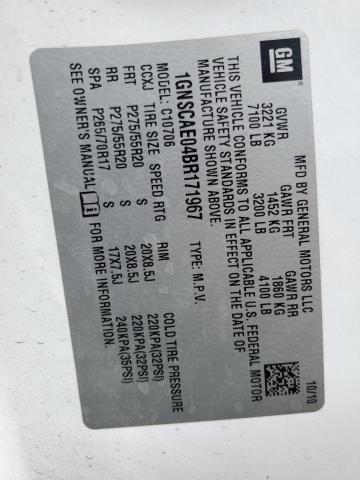 GM
MFD BY GENERAL MOTORS LLC
10/10
GVWR GAWR FRT GAWR RR
3221 KG 1452 KG 1860 KG
7100 LB 3200 LB 4100 LB
THIS VEHICLE CONFORMS TO ALL APPLICABLE U.S. FEDERAL MOTOR
VEHICLE SAFETY STANDARDS IN EFFECT ON THE DATE OF
MANUFACTURE SHOWN ABOVE.
1GNSCAE04BR171967 TYPE: M.P.V.
MODEL: C10706
CCXJ TIRE SIZE SPEED RTG RIM COLD TIRE PRESSURE
FRT P275/55R20 S 20X8.5J 220KPA(32PSI)
RR P275/55R20 S 20X8.5J 220KPA(32PSI)
SPA P265/70R17 S 17X7.5J 240KPA(35PSI)
SEE OWNER'S MANUAL i